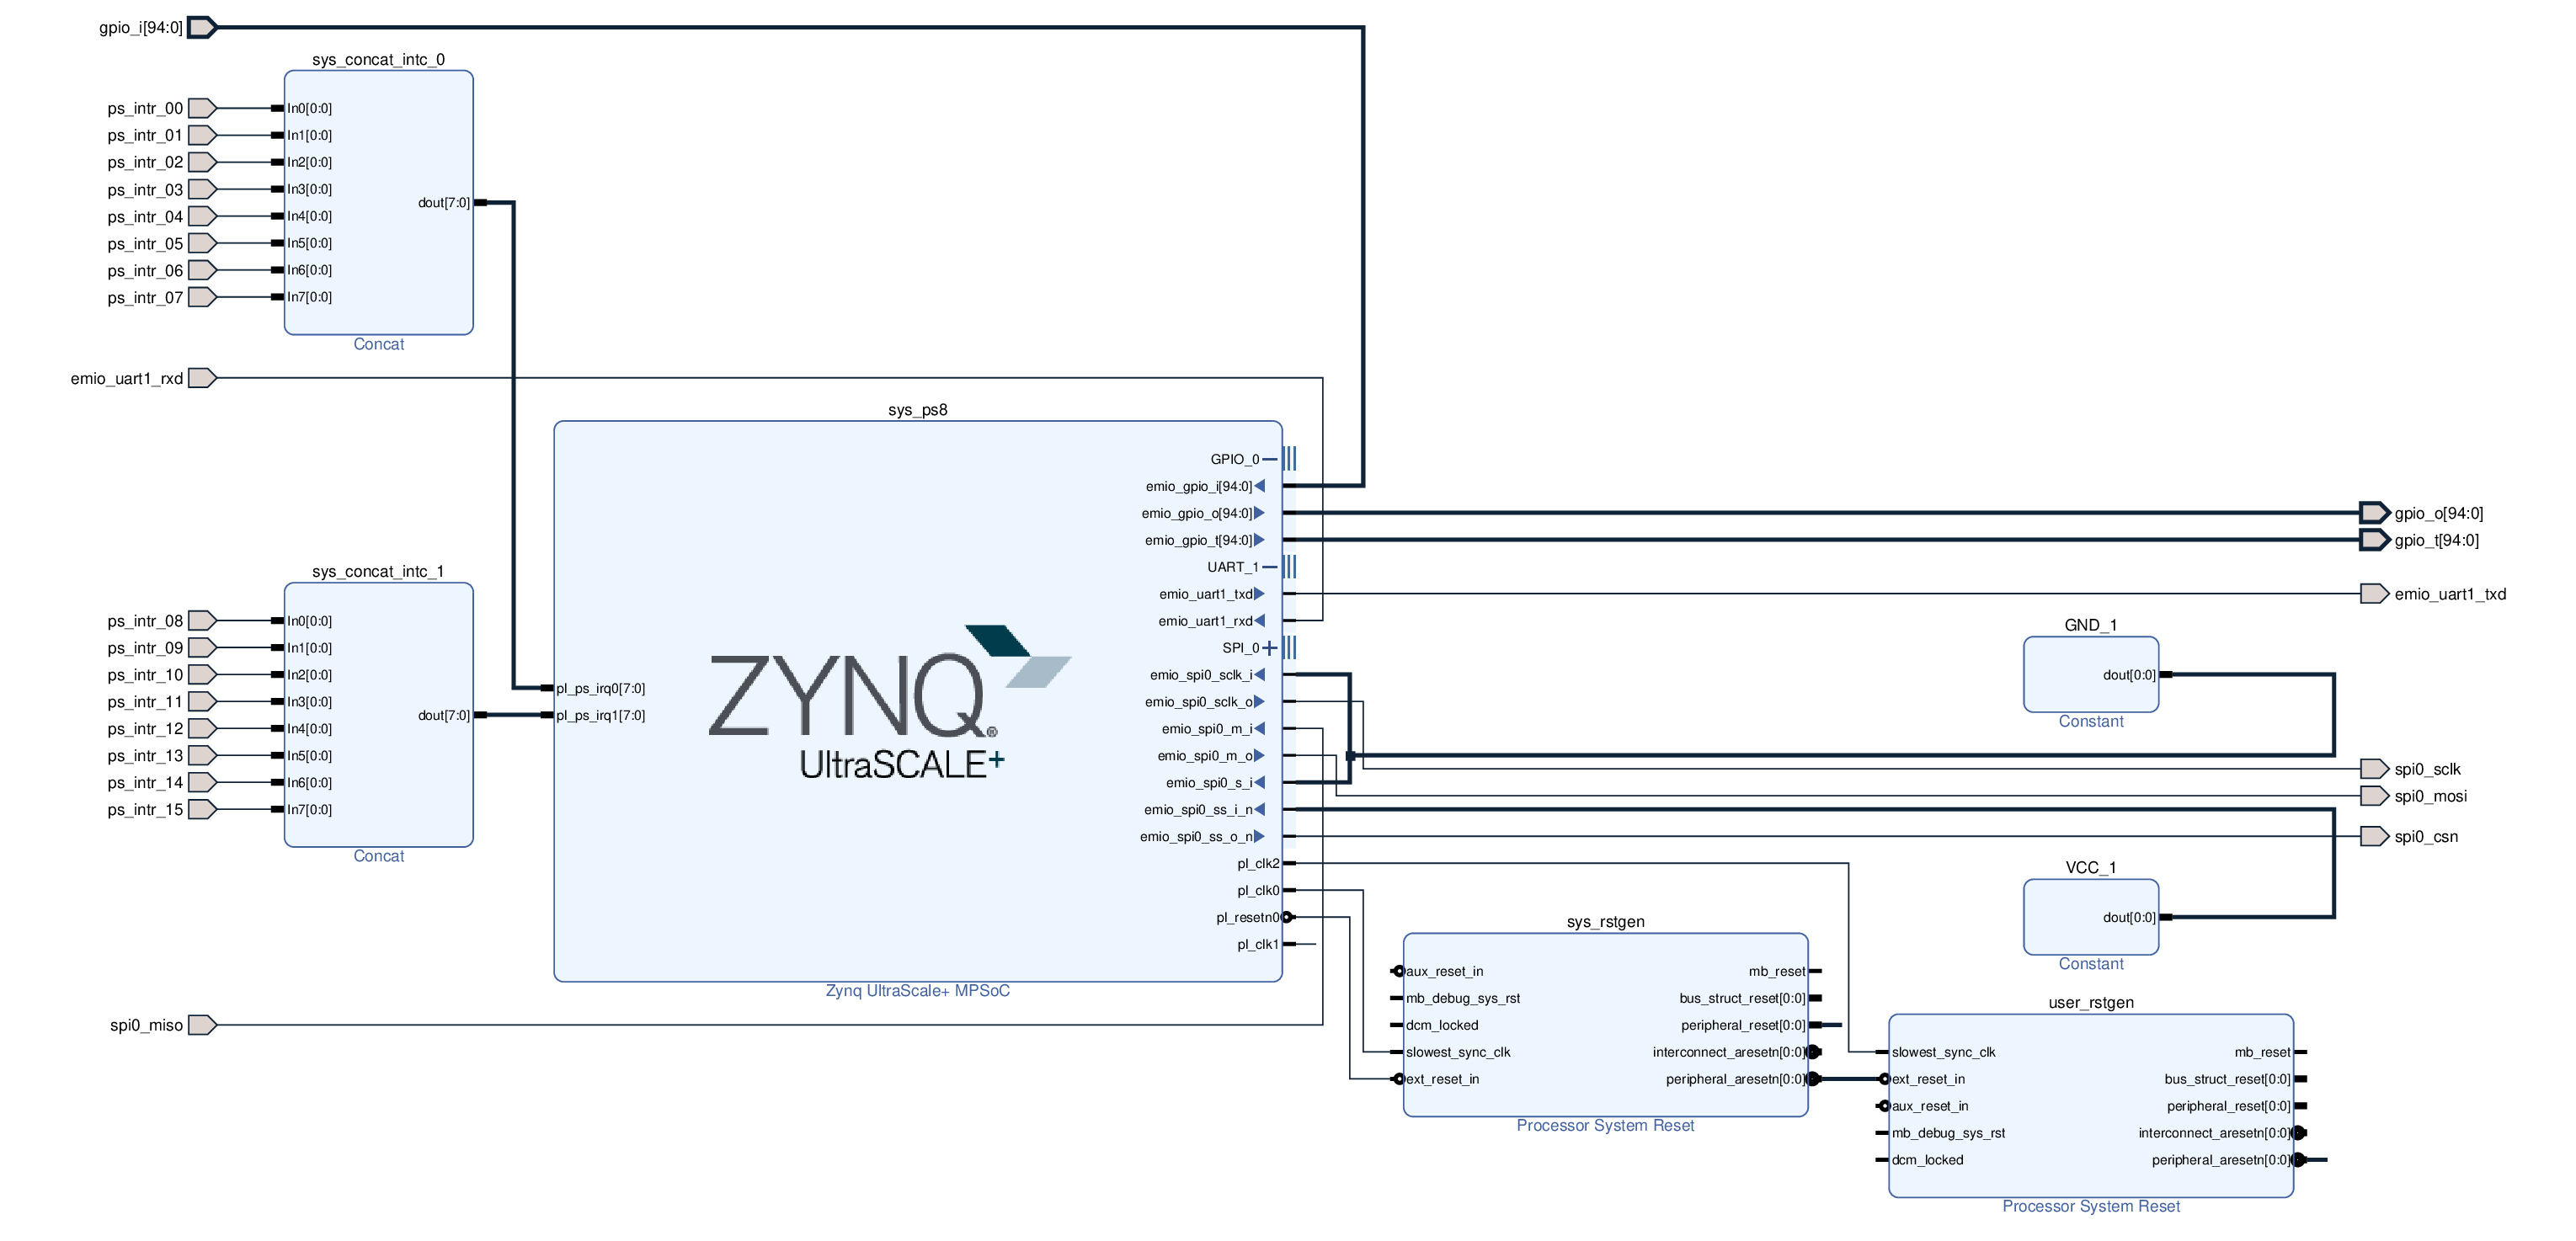 gpio_i[94:0]
sys_concat_intc_0
ps_intr_00
ps_intr_01
ps_intr_02
ps_intr_03
ps_intr_04
ps_intr_05
ps_intr_06
ps_intr_07
In0[0:0]
In1[0:0]
In2[0:0]
In3[0:0]
In4[0:0]
In5[0:0]
In6[0:0]
In7[0:0]
dout[7:0]
Concat
emio_uart1_rxd
sys_concat_intc_1
ps_intr_08
ps_intr_09
ps_intr_10
ps_intr_11
ps_intr_12
ps_intr_13
ps_intr_14
ps_intr_15
In0[0:0]
In1[0:0]
In2[0:0]
In3[0:0]
In4[0:0]
In5[0:0]
In6[0:0]
In7[0:0]
dout[7:0]
Concat
spi0_miso
sys_ps8
pl_ps_irq0[7:0]
pl_ps_irq1[7:0]
ZYNQ®
UltraSCALE+
GPIO_0
emio_gpio_i[94:0]
emio_gpio_o[94:0]
emio_gpio_t[94:0]
UART_1
emio_uart1_txd
emio_uart1_rxd
SPI_0
emio_spi0_sclk_i
emio_spi0_sclk_o
emio_spi0_m_i
emio_spi0_m_o
emio_spi0_s_i
emio_spi0_ss_i_n
emio_spi0_ss_o_n
pl_clk2
pl_clk0
pl_resetn0
pl_clk1
Zynq UltraScale+ MPSoC
sys_rstgen
aux_reset_in
mb_debug_sys_rst
dcm_locked
slowest_sync_clk
ext_reset_in
mb_reset
bus_struct_reset[0:0]
peripheral_reset[0:0]
interconnect_aresetn[0:0]
peripheral_aresetn[0:0]
Processor System Reset
GND_1
dout[0:0]
Constant
VCC_1
dout[0:0]
Constant
user_rstgen
slowest_sync_clk
ext_reset_in
aux_reset_in
mb_debug_sys_rst
dcm_locked
mb_reset
bus_struct_reset[0:0]
peripheral_reset[0:0]
interconnect_aresetn[0:0]
peripheral_aresetn[0:0]
Processor System Reset
gpio_o[94:0]
gpio_t[94:0]
emio_uart1_txd
spi0_sclk
spi0_mosi
spi0_csn